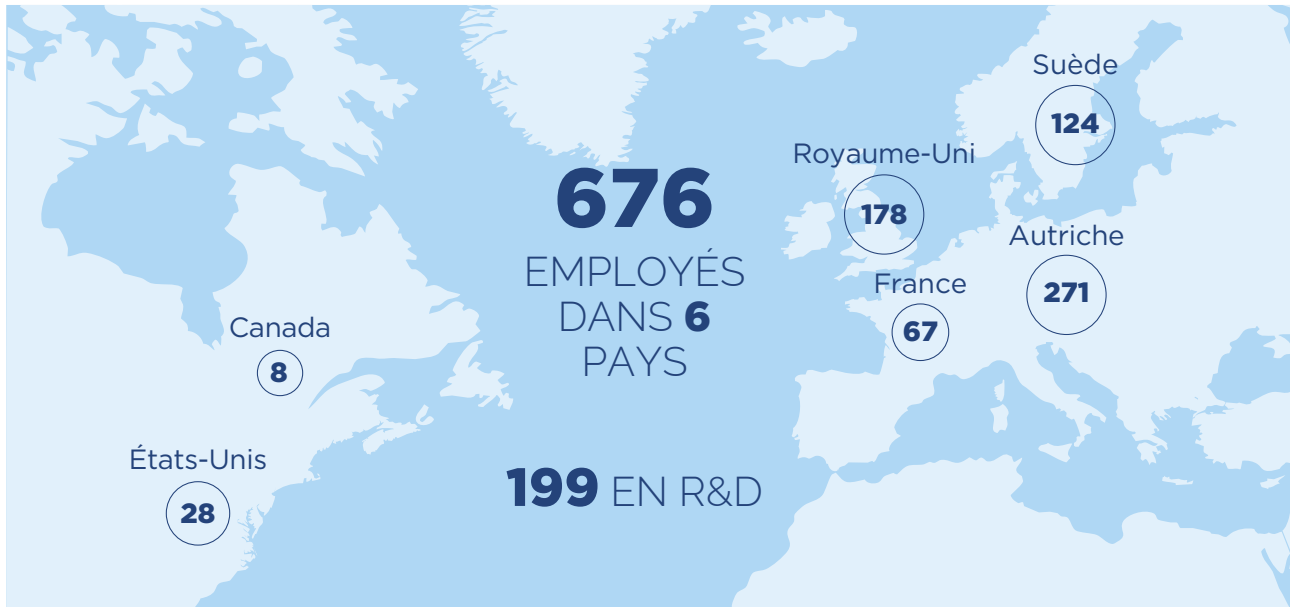 Suède
124
Royaume-Uni
178
676
EMPLOYÉS
DANS 6
PAYS
Autriche
271
France
67
Canada
8
États-Unis
28
199 EN R&D